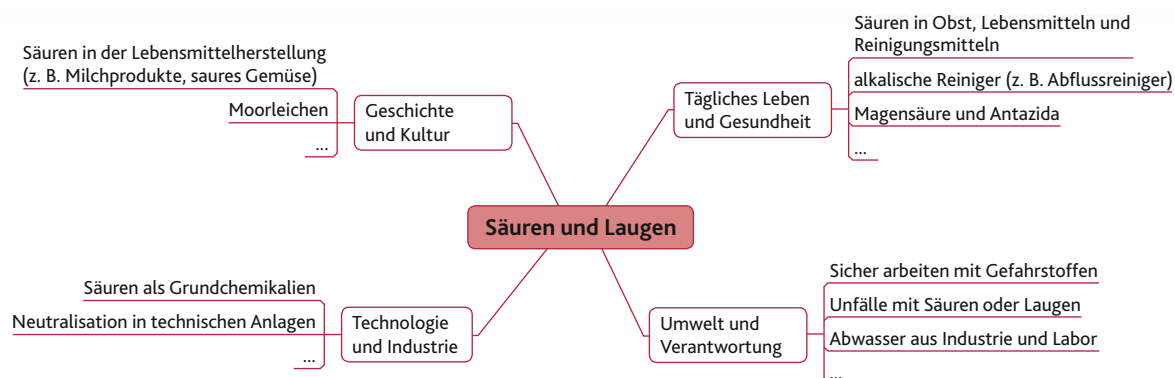 Säuren in der Lebensmittelherstellung
(z. B. Milchprodukte, saures Gemüse)
Moorleichen
...
Geschichte
und Kultur
Säuren in Obst, Lebensmitteln und
Reinigungsmitteln
alkalische Reiniger (z. B. Abflussreiniger)
Magensäure und Antazida
...
Tägliches Leben
und Gesundheit
Säuren und Laugen
Säuren als Grundchemikalien
Neutralisation in technischen Anlagen
...
Technologie
und Industrie
Umwelt und
Verantwortung
Sicher arbeiten mit Gefahrstoffen
Unfälle mit Säuren oder Laugen
Abwasser aus Industrie und Labor
...